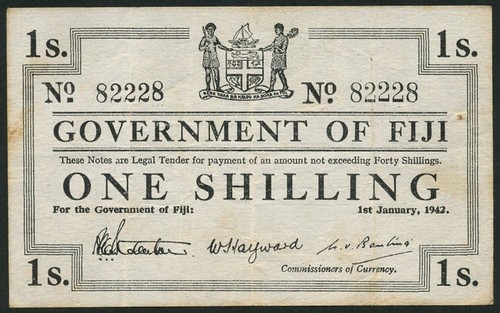 1s. 1s.
No 82228 No 82228
GOVERNMENT OF FIJI
These Notes are Legal Tender for payment of an amount not exceeding Forty Shillings.
ONE SHILLING
For the Government of Fiji: 1st January, 1942.
W Hayward
Commissioners of Currency.
1s. 1s.